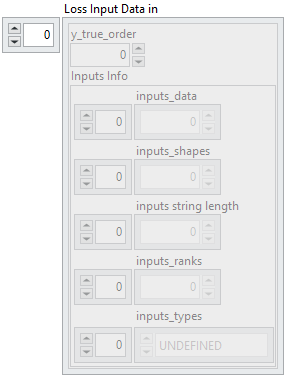 Loss Input Data in
0
y_true_order
0
Inputs Info
inputs_data
0 0
inputs_shapes
0 0
inputs string length
0 0
inputs_ranks
0 0
inputs_types
0 UNDEFINED